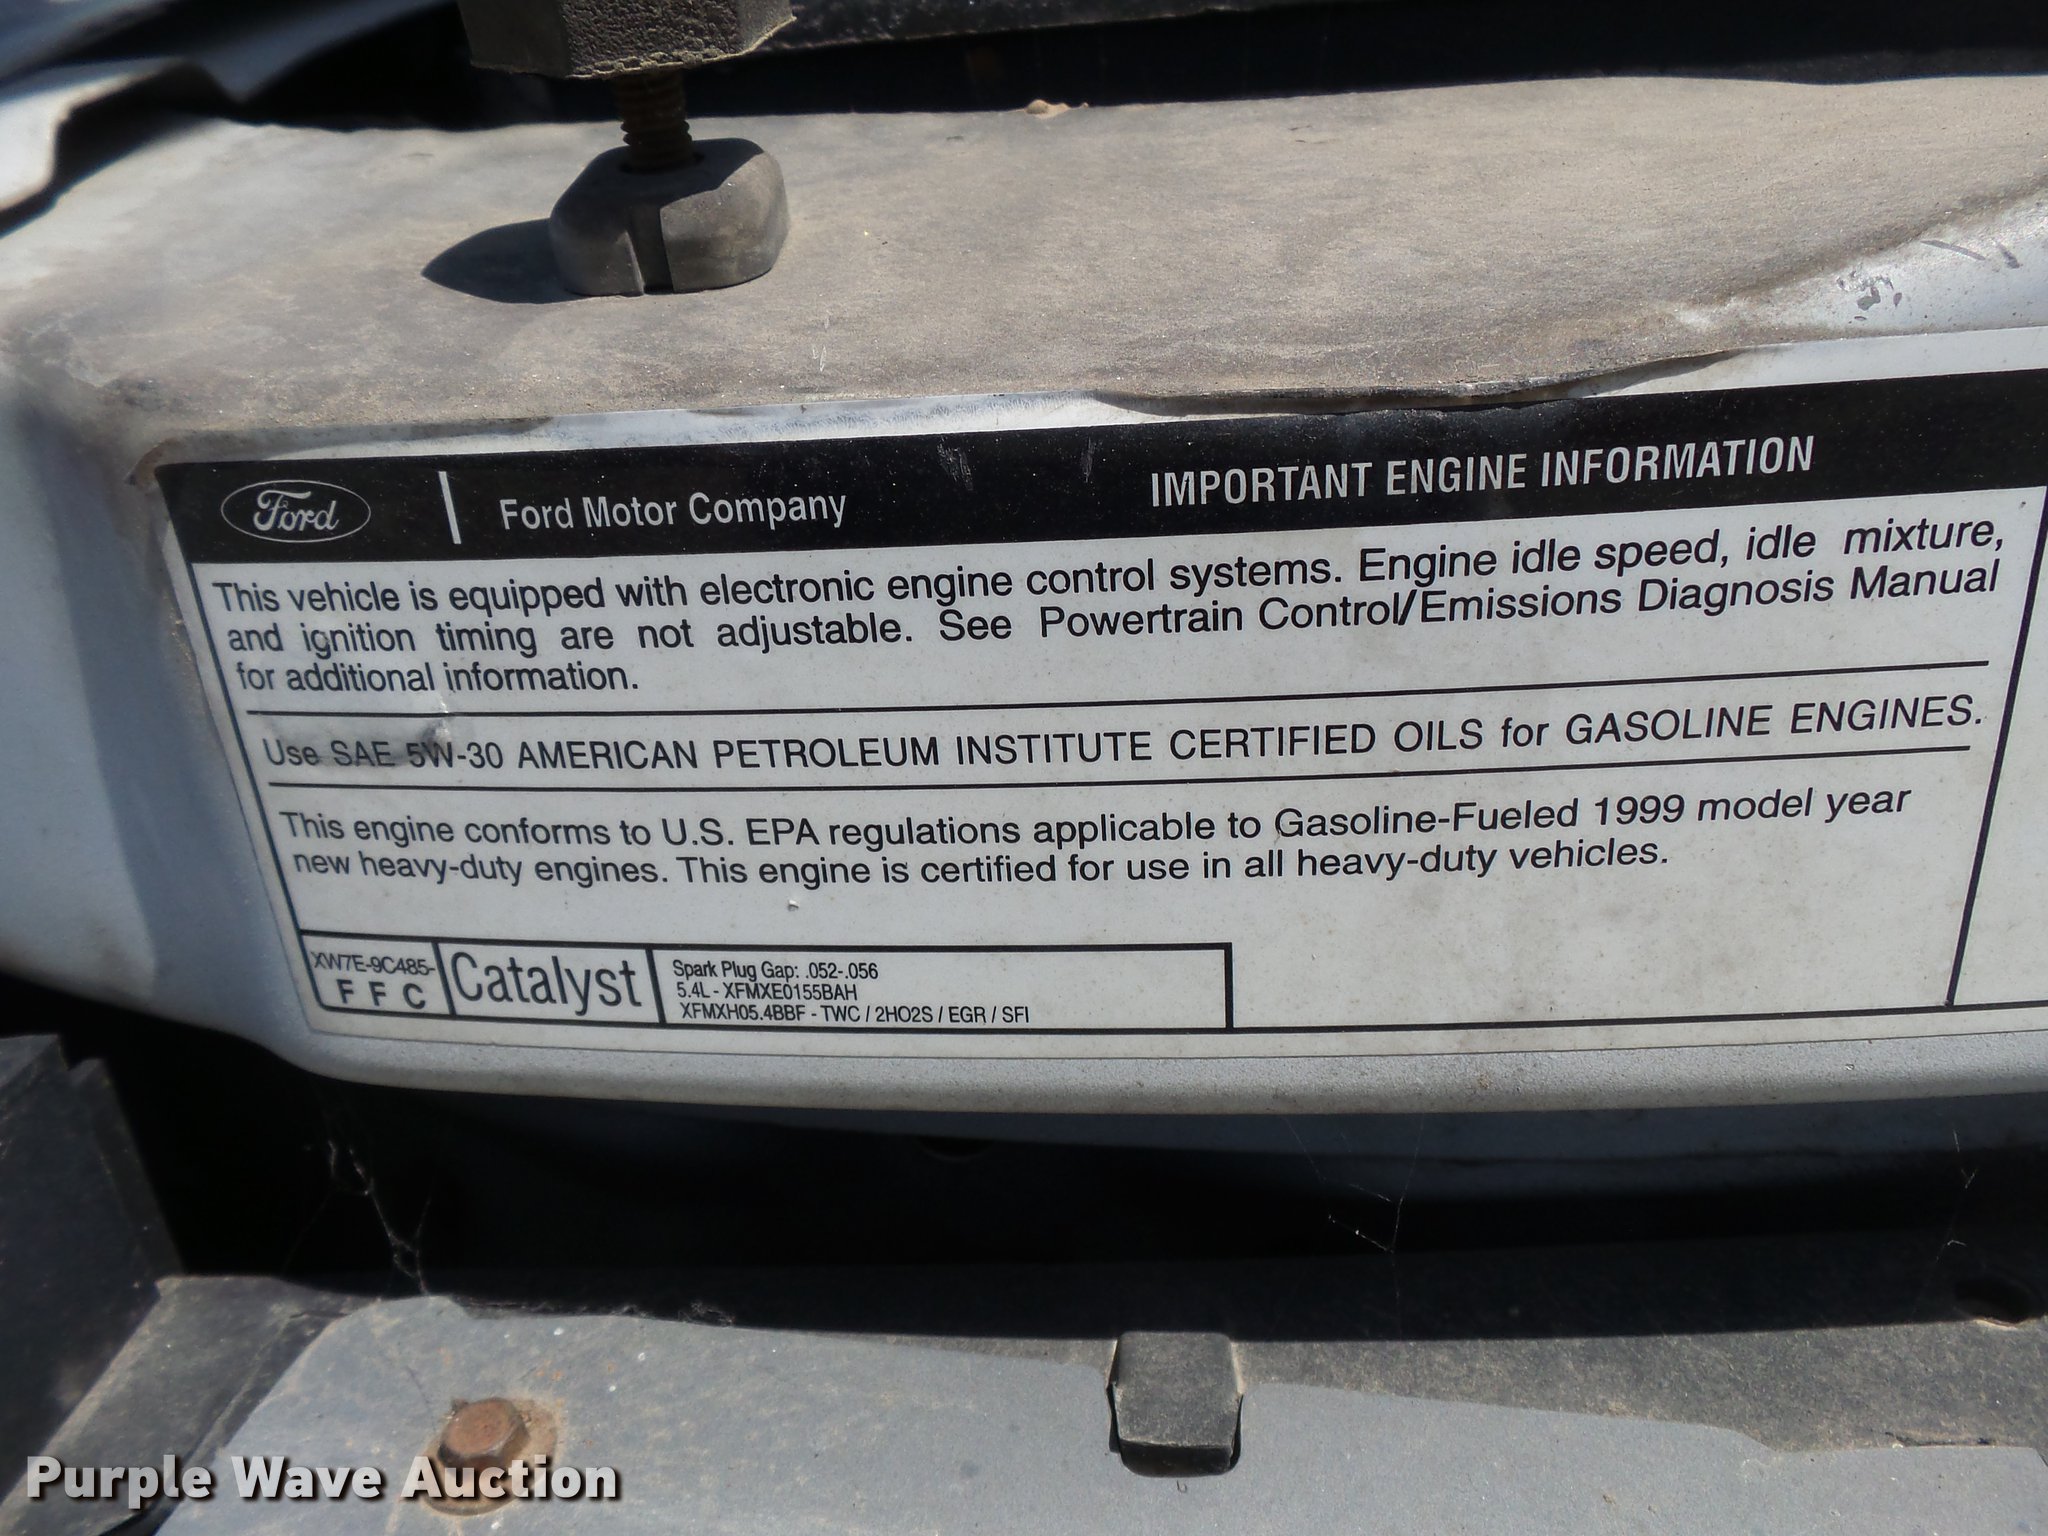 Ford | Ford Motor Company IMPORTANT ENGINE INFORMATION
This vehicle is equipped with electronic engine control systems. Engine idle speed, idle mixture,
and ignition timing are not adjustable. See Powertrain Control/Emissions Diagnosis Manual
for additional information.
Use SAE 5W-30 AMERICAN PETROLEUM INSTITUTE CERTIFIED OILS for GASOLINE ENGINES.
This engine conforms to U.S. EPA regulations applicable to Gasoline-Fueled 1999 model year
new heavy-duty engines. This engine is certified for use in all heavy-duty vehicles.
XW7E-9C485-
F F C
Catalyst
Spark Plug Gap: .052-.056
5.4L - XFMXE0155BAH
XFMXH05.4BBF - TWC / 2HO2S / EGR / SFI
Purple Wave Auction